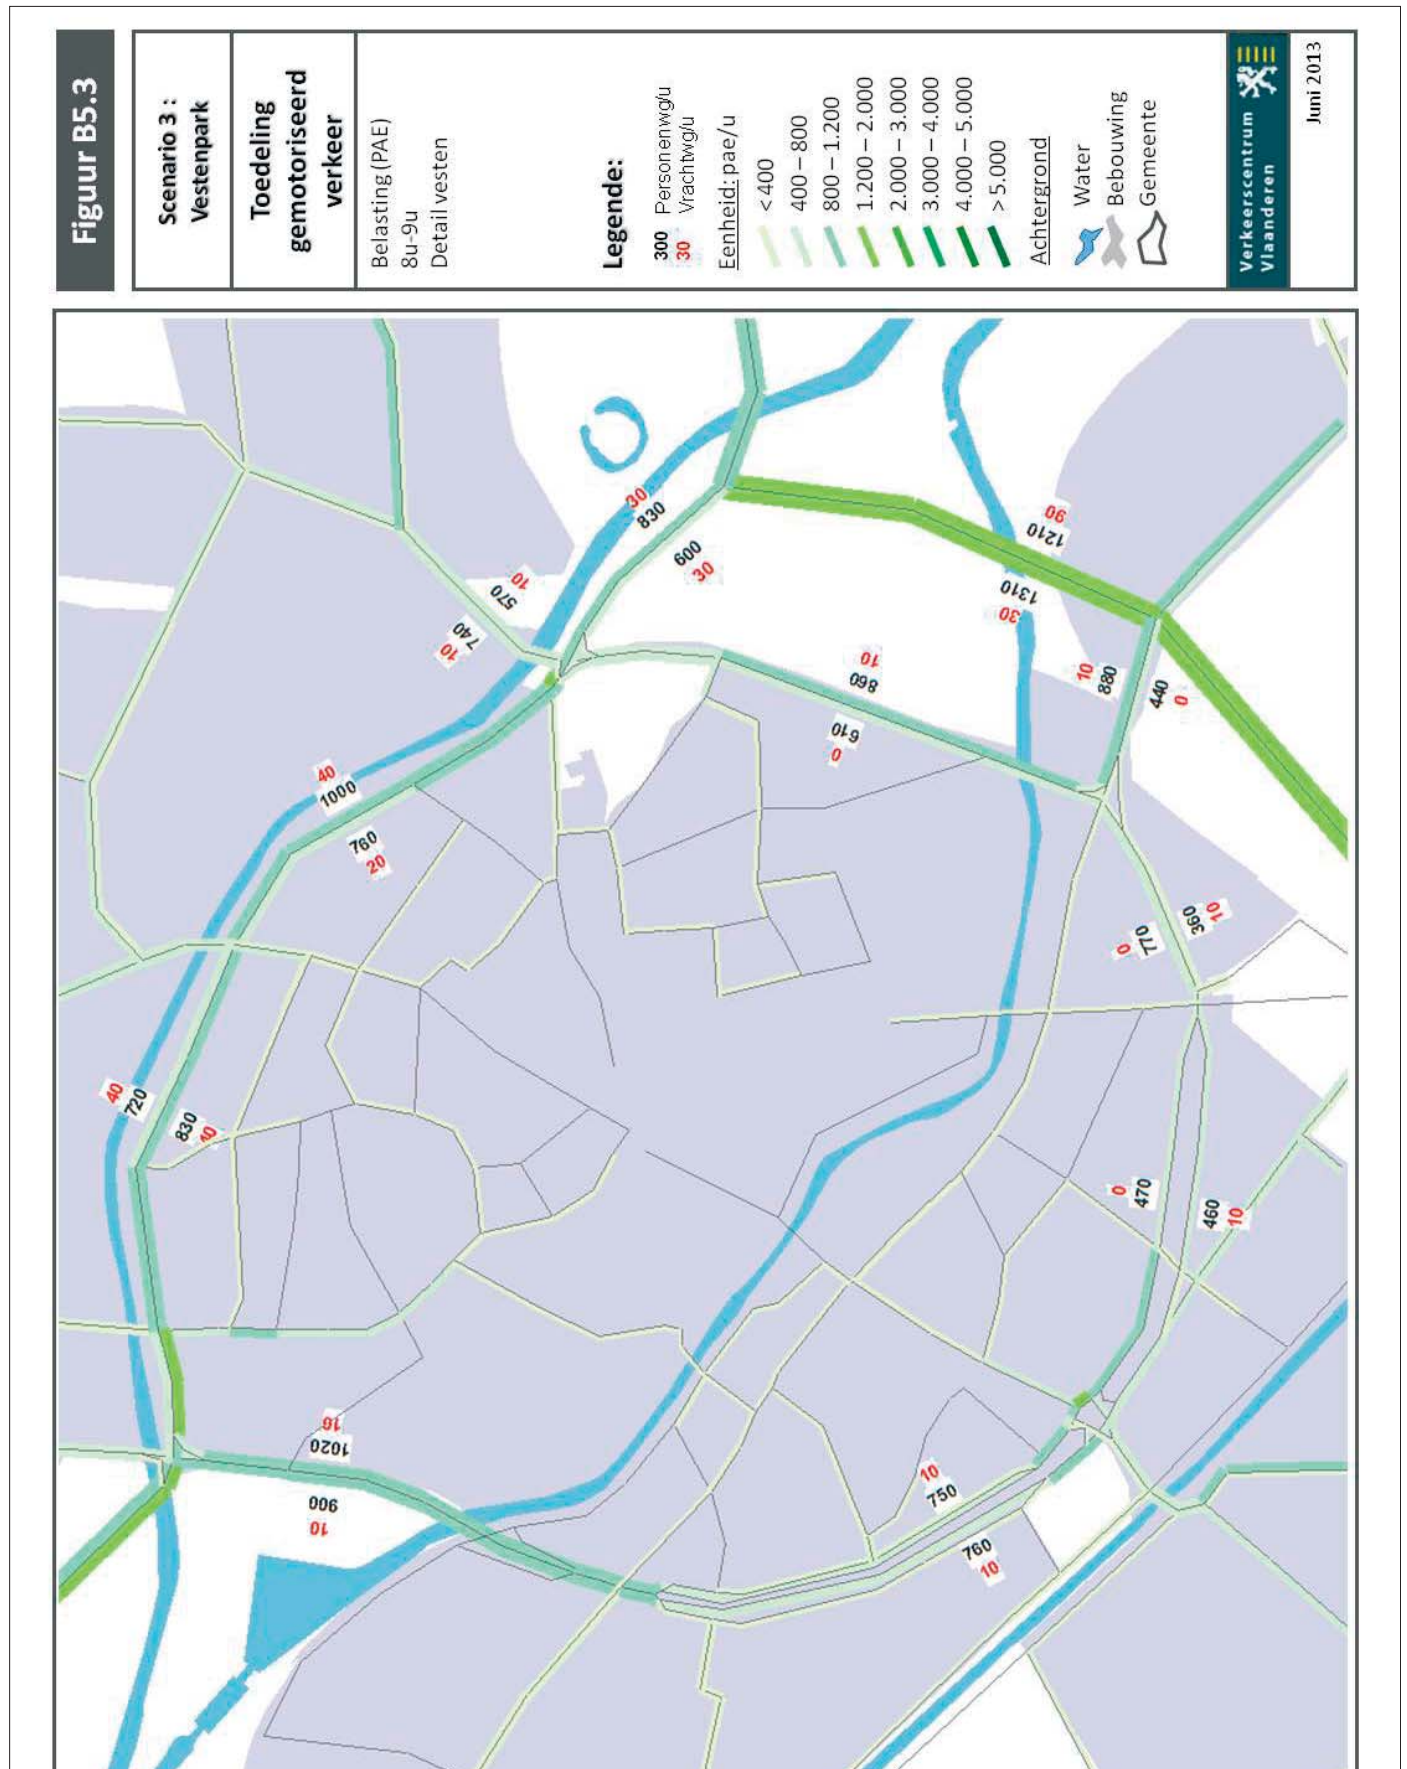 Figuur B5.3
Scenario 3 :
Vestenpark
Toedeling
gemotoriseerd
verkeer
Belasting (PAE)
8u-9u
Detail vesten
Legende:
300 Personenwg/u
30 Vrachtwg/u
Eenheid: pae/u
< 400
400 – 800
800 – 1.200
1.200 – 2.000
2.000 – 3.000
3.000 – 4.000
4.000 – 5.000
> 5.000
Achtergrond
Water
Bebouwing
Gemeente
Verkeerscentrum
Vlaanderen
Juni 2013
30
830
600
30
10
570
740
10
90
1210
1310
30
10
860
610
0
10
880
440
0
40
1000
760
20
360
10
0
770
40
720
830
40
0
470
460
10
10
1020
900
10
10
750
760
10